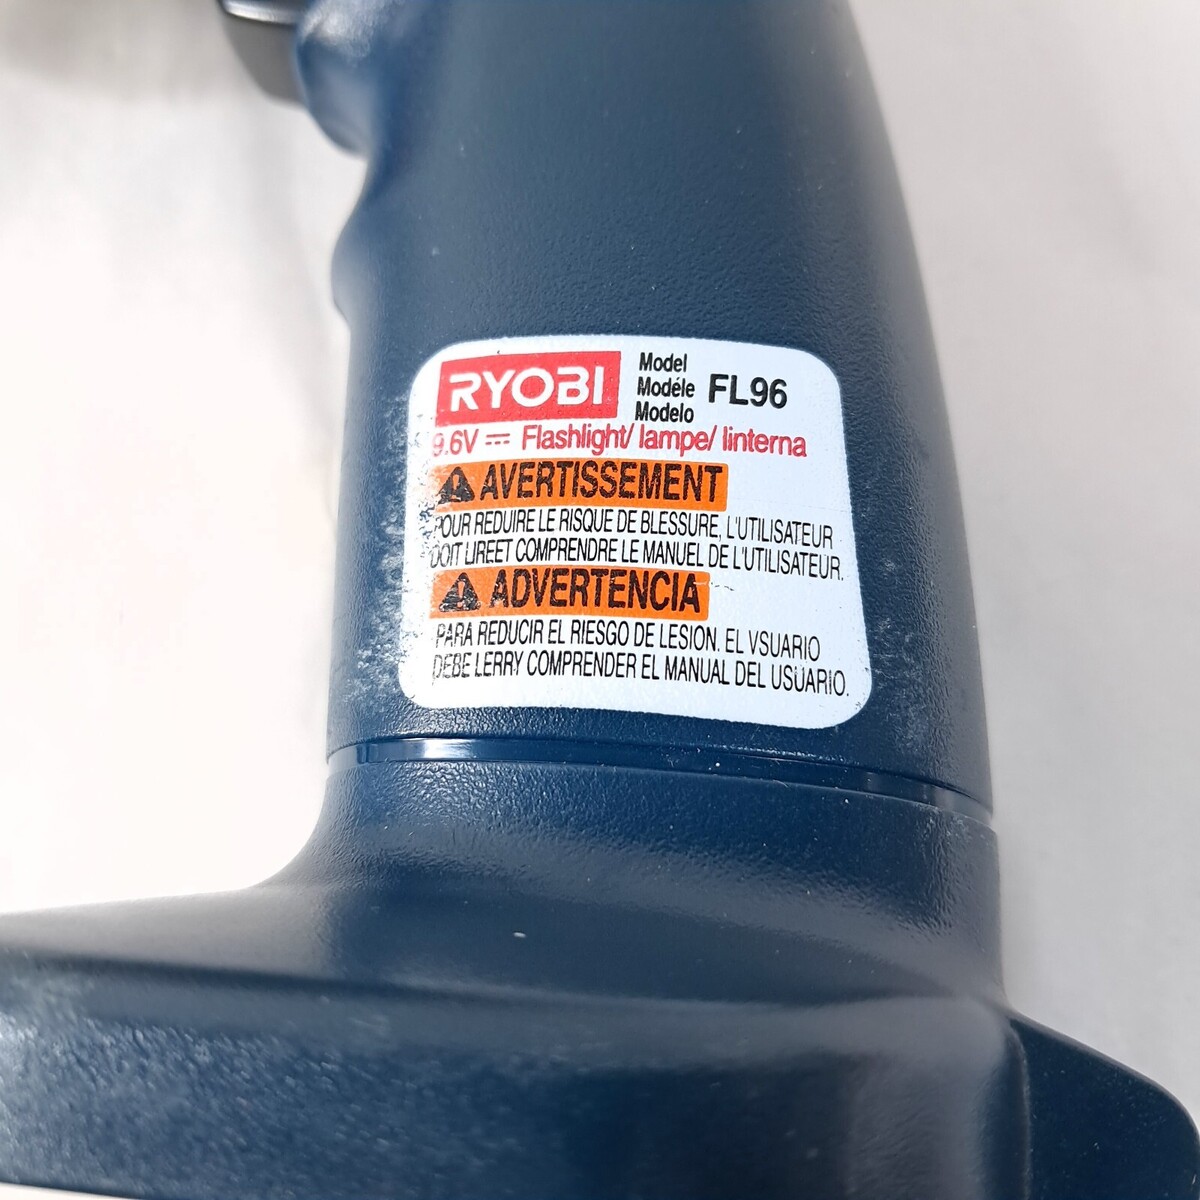 RYOBI
Model
Modéle FL96
Modelo
9.6V ⎓ Flashlight/ lampe/ linterna
⚠ AVERTISSEMENT
POUR REDUIRE LE RISQUE DE BLESSURE, L'UTILISATEUR
DOIT LIREET COMPRENDRE LE MANUEL DE L'UTILISATEUR.
⚠ ADVERTENCIA
PARA REDUCIR EL RIESGO DE LESION. EL VSUARIO
DEBE LERRY COMPRENDER EL MANUAL DEL USUARIO.